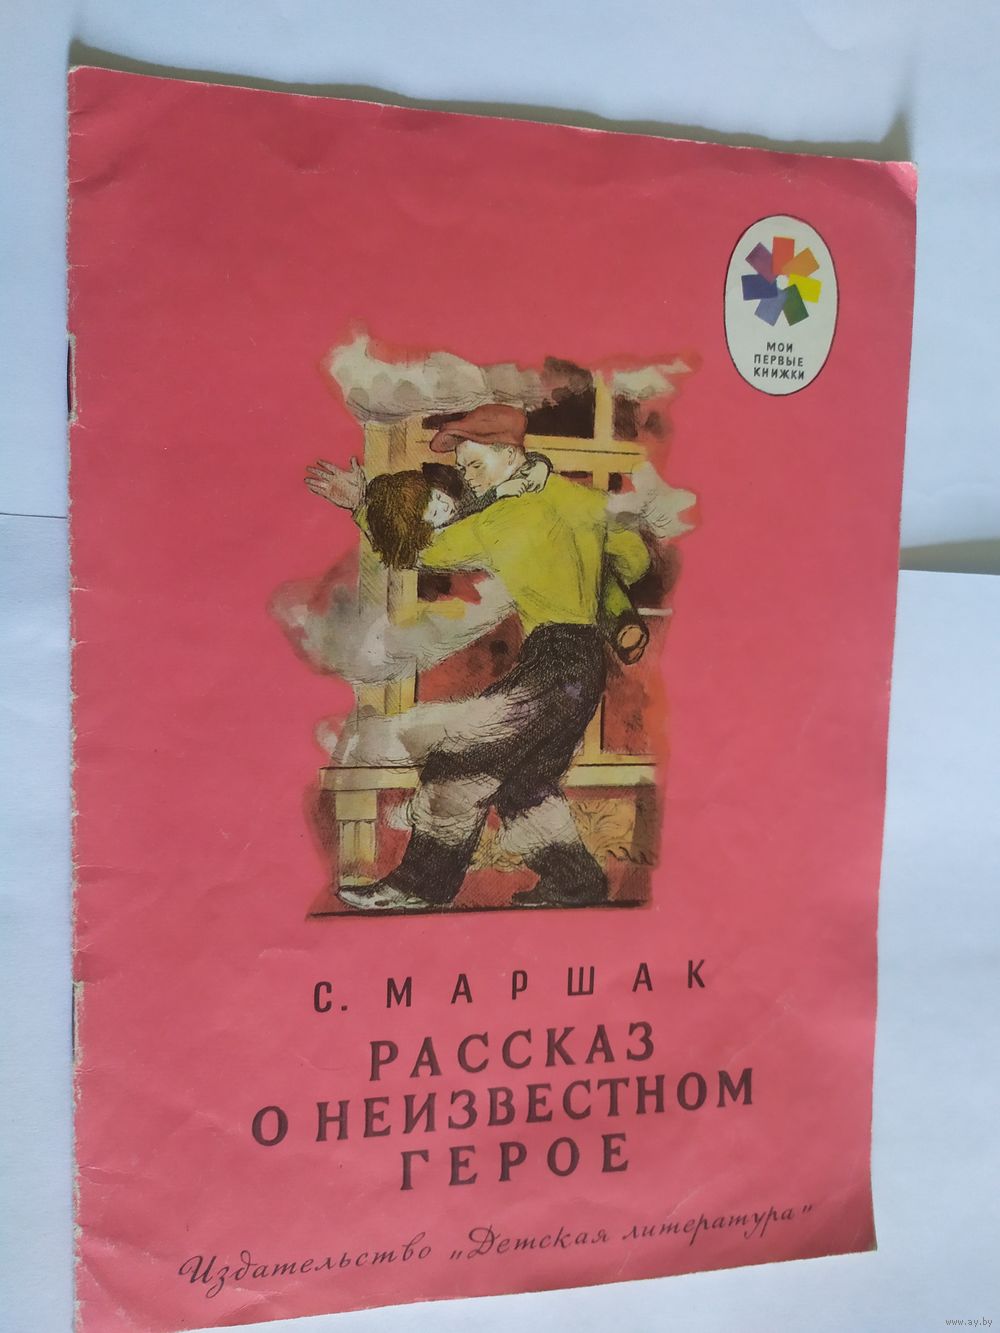 МОИ
ПЕРВЫЕ
КНИЖКИ
С. МАРШАК
РАССКАЗ
О НЕИЗВЕСТНОМ
ГЕРОЕ
Издательство „Детская литература"
www.ay.by